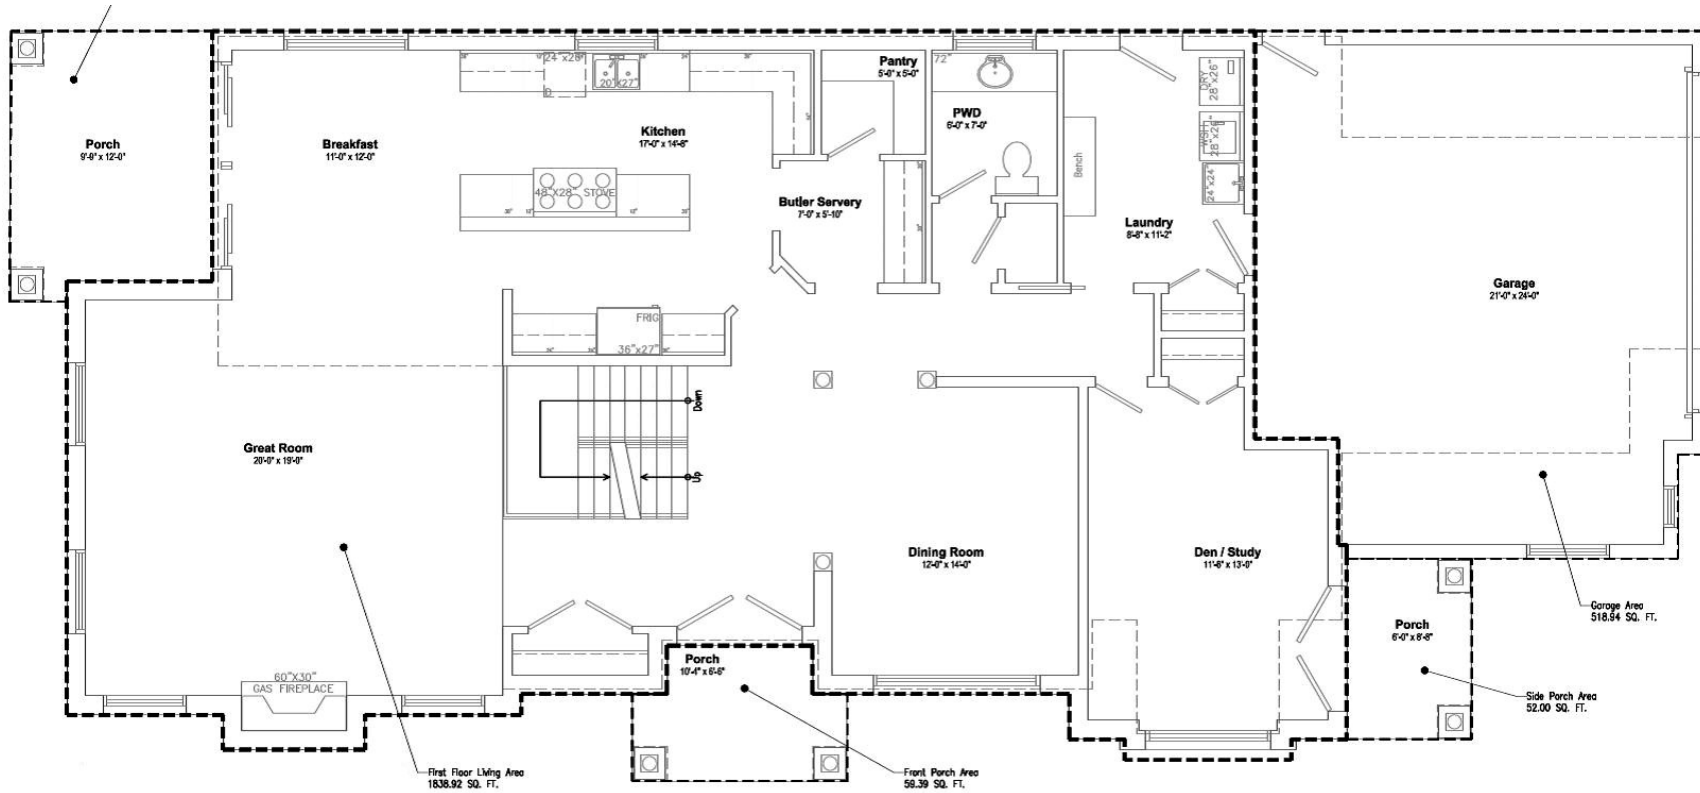 Porch
9'-9" x 12'-0"
Breakfast
11'-0" x 12'-0"
24"X28"
D
20"X27"
Kitchen
17'-0" x 14'-8"
48"X28" STOVE
Pantry
5'-0" x 5'-0"
Butler Servery
7'-0" x 5'-10"
72"
PWD
6'-0" x 7'-0"
Bench
DRY
28"X26"
28"X26"
24"X24"
Laundry
8'-8" x 11'-2"
Garage
21'-0" x 24'-0"
FRIG
36"x27"
Down
Up
Great Room
20'-0" x 19'-0"
Dining Room
12'-0" x 14'-0"
Den / Study
11'-8" x 13'-0"
Garage Area
518.94 SQ. FT.
Porch
6'-0" x 8'-8"
Side Porch Area
52.00 SQ. FT.
Porch
10'-4" x 6'-6"
60"X30"
GAS FIREPLACE
First Floor Living Area
1838.92 SQ. FT.
Front Porch Area
59.39 SQ. FT.